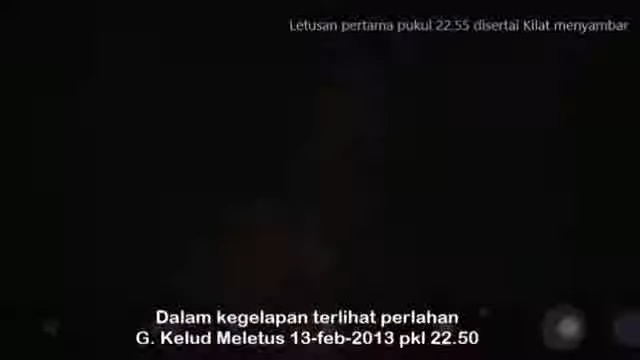 Letusan pertama pukul 22.55 disertai Kilat menyambar
Dalam kegelapan terlihat perlahan
G. Kelud Meletus 13-feb-2013 pkl 22.50